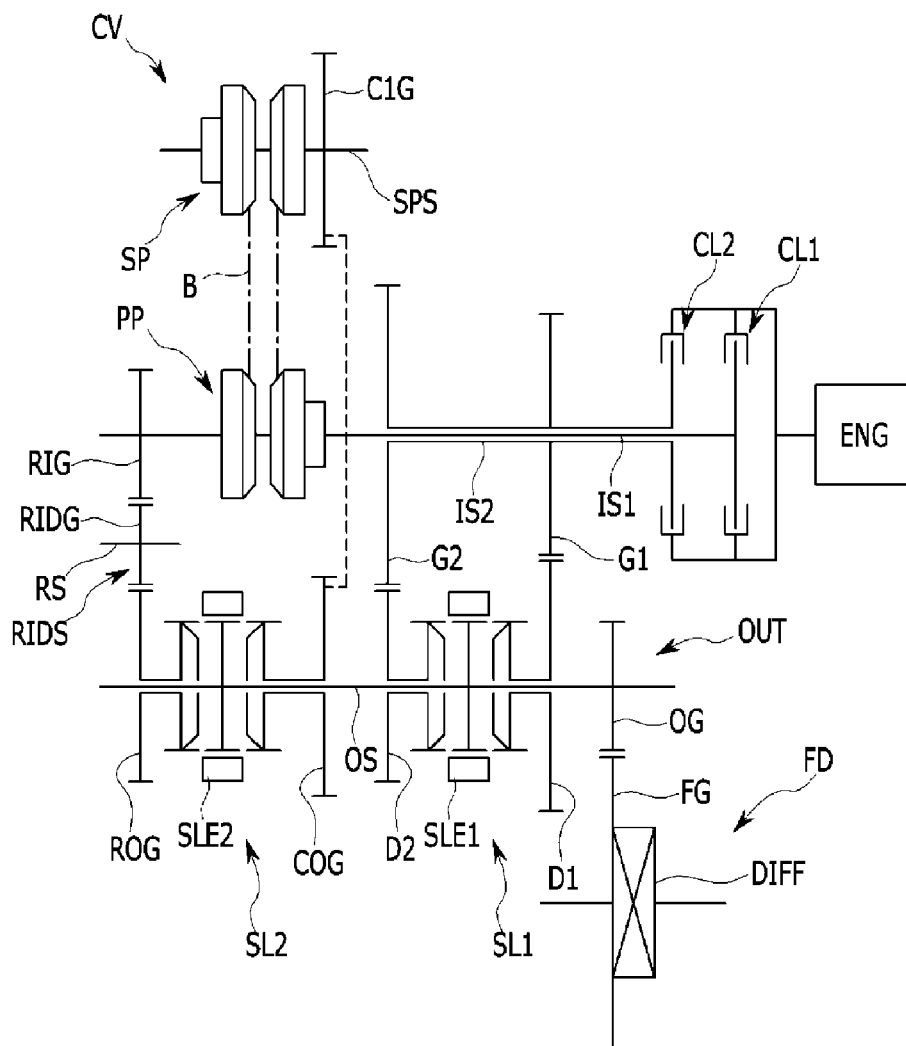 CV
C1G
SPS
SP
B
CL2
CL1
PP
ENG
RIG
IS2
IS1
RIDG
G2
G1
RS
RIDS
OUT
OS
OG
FG
FD
ROG
SLE2
COG
D2
SLE1
D1
DIFF
SL2
SL1